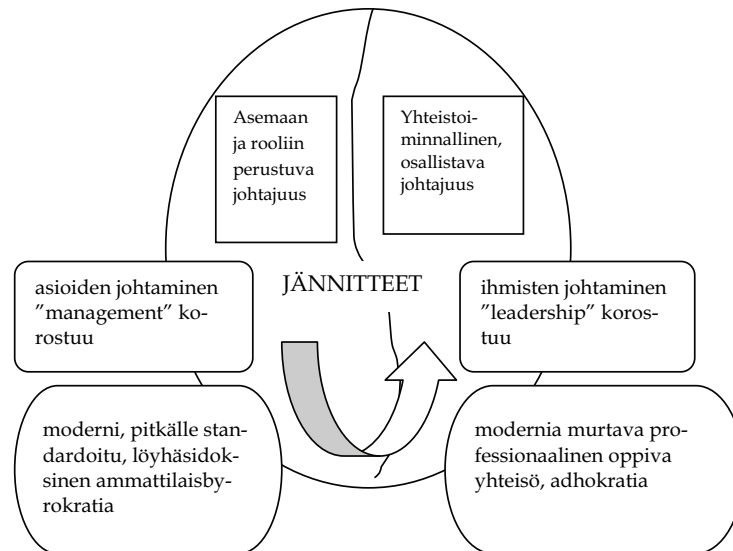 Asemaan
ja rooliin
perustuva
johtajuus
Yhteistoi-
minnallinen,
osallistava
johtajuus
asioiden johtaminen
”management” ko-
rostuu
JÄNNITTEET
ihmisten johtaminen
”leadership” koros-
tuu
moderni, pitkälle stan-
dardoitu, löyhäsidok-
sinen ammattilaisby-
rokratia
modernia murtava pro-
fessionaalinen oppiva
yhteisö, adhokratia